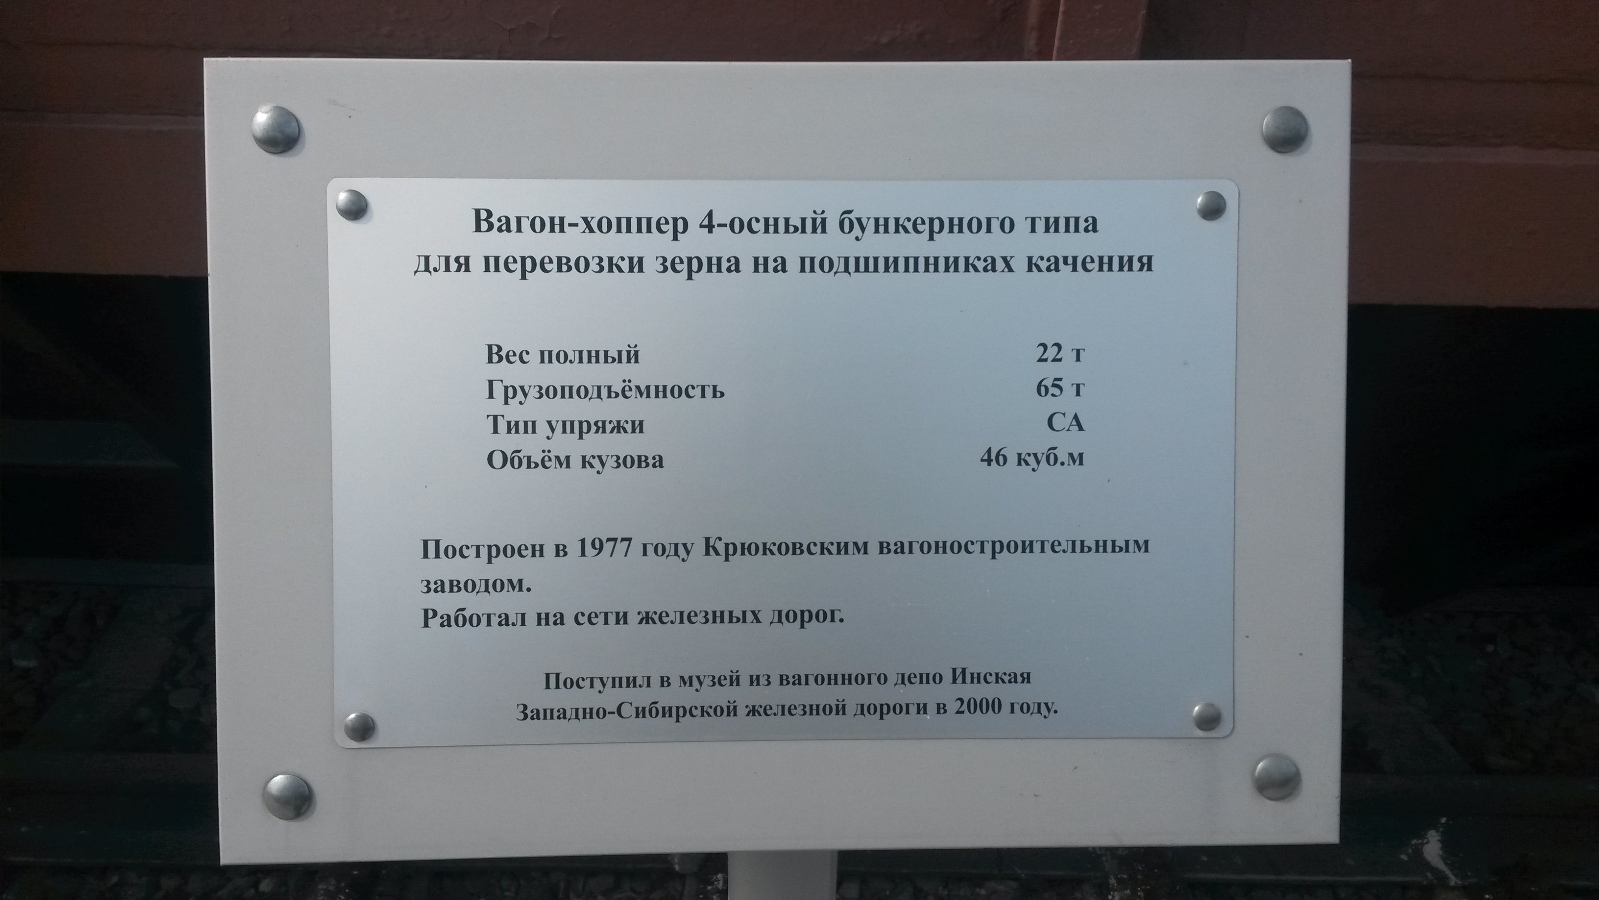 Вагон-хоппер 4-осный бункерного типа
для перевозки зерна на подшипниках качения
Вес полный 22 т
Грузоподъёмность 65 т
Тип упряжи СА
Объём кузова 46 куб.м
Построен в 1977 году Крюковским вагоностроительным
заводом.
Работал на сети железных дорог.
Поступил в музей из вагонного депо Инская
Западно-Сибирской железной дороги в 2000 году.